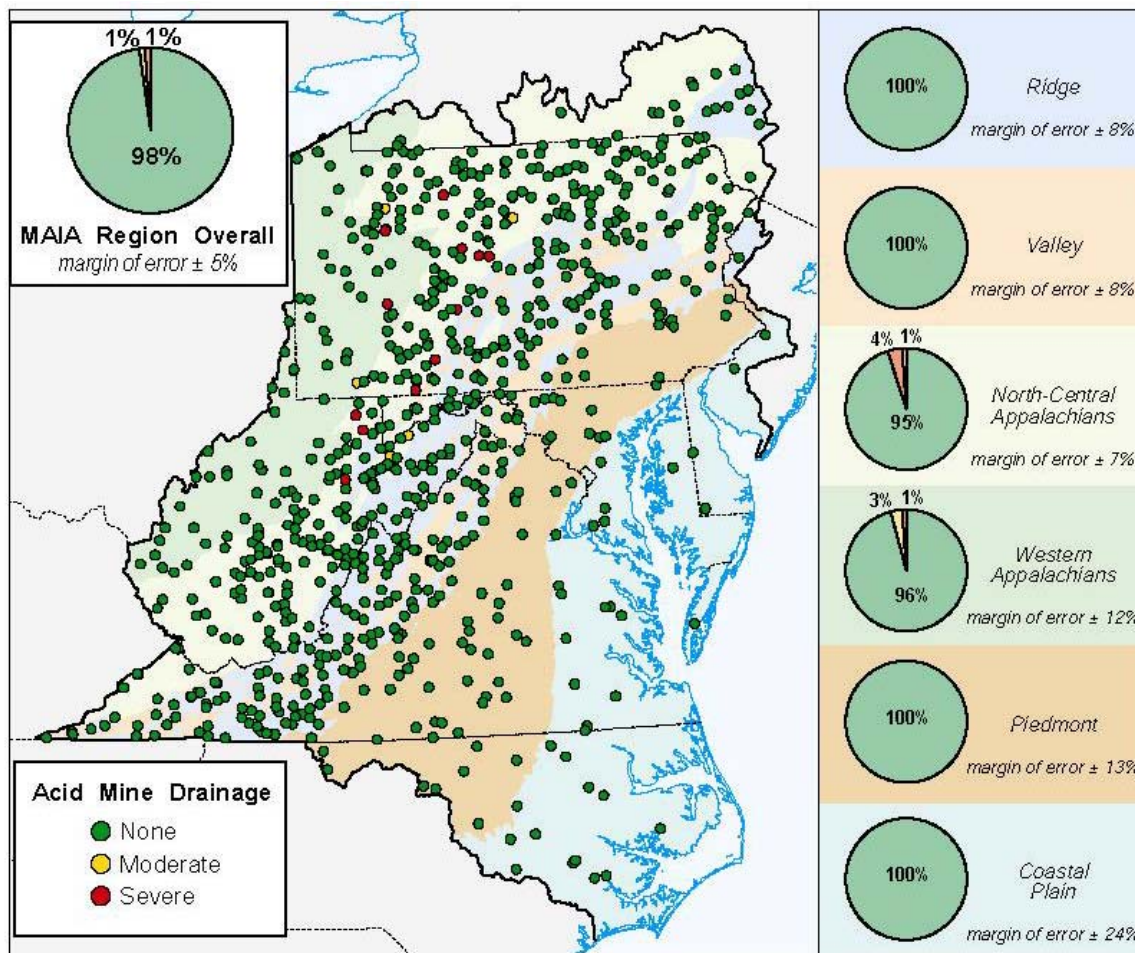 1% 1%
98%
MAIA Region Overall
margin of error ± 5%
Acid Mine Drainage
None
Moderate
Severe
100%
Ridge
margin of error ± 8%
100%
Valley
margin of error ± 8%
4% 1%
95%
North-Central
Appalachians
margin of error ± 7%
3% 1%
96%
Western
Appalachians
margin of error ± 12%
100%
Piedmont
margin of error ± 13%
100%
Coastal
Plain
margin of error ± 24%